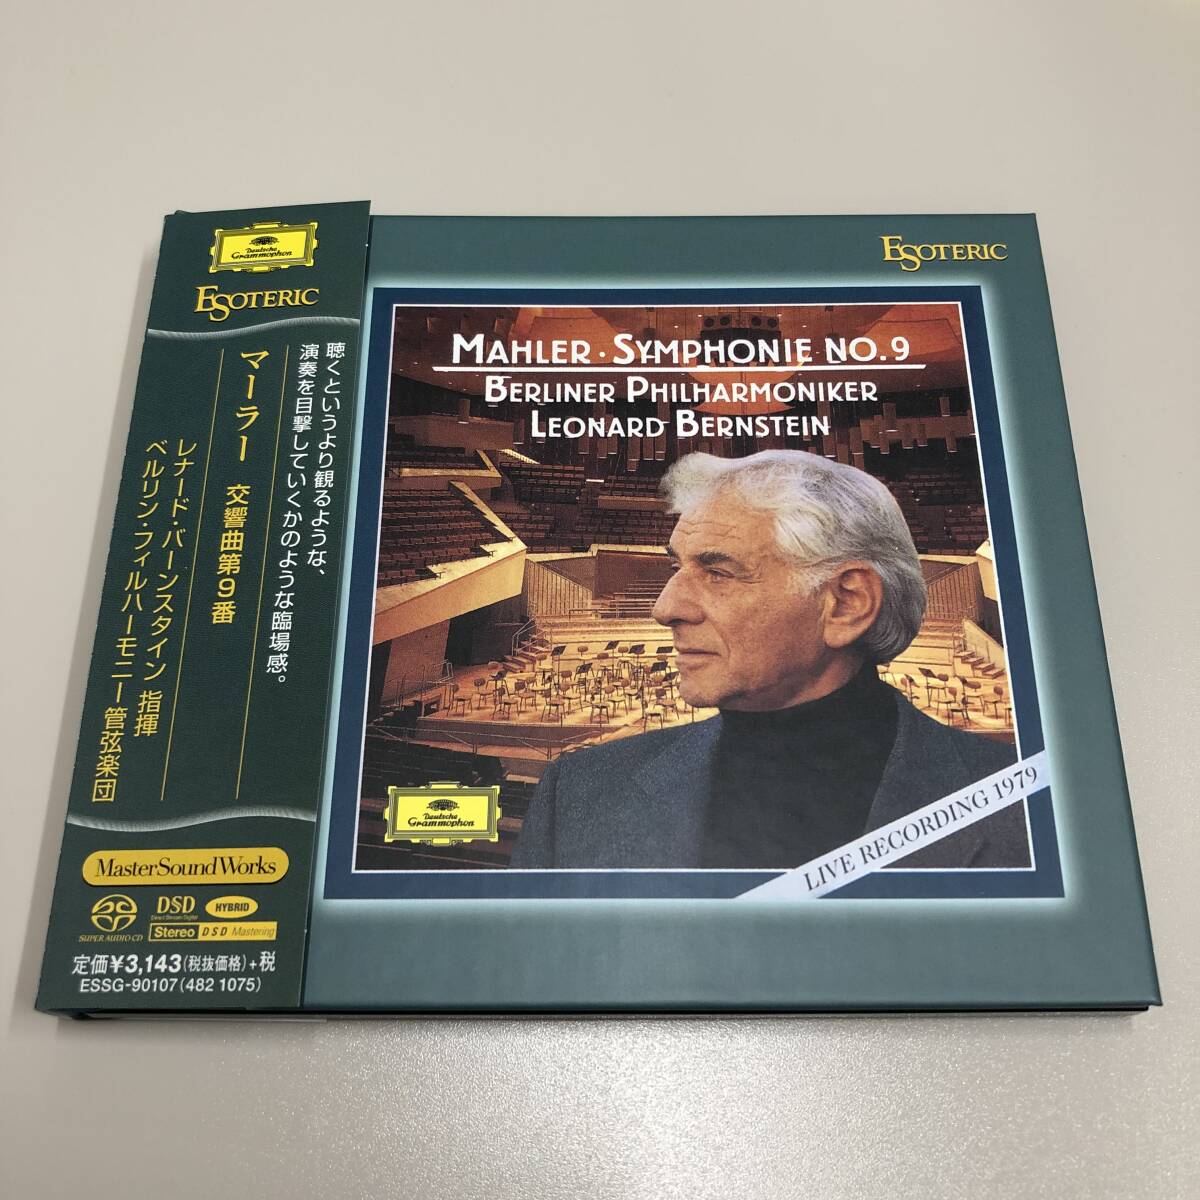 Deutsche
Grammophon
ESOTERIC
聴くというより観るような、
演奏を目撃していくかのような臨場感。
マーラー 交響曲第9番
レナード・バーンスタイン 指揮
ベルリン・フィルハーモニー管弦楽団
MasterSoundWorks
SUPER AUDIO CD
DSD
Direct Stream Digital
HYBRID
Stereo
DSD Mastering
定価¥3,143(税抜価格)+税
ESSG-90107(482 1075)
ESOTERIC
MAHLER · SYMPHONIE NO.9
BERLINER PHILHARMONIKER
LEONARD BERNSTEIN
Deutsche
Grammophon
LIVE RECORDING 1979